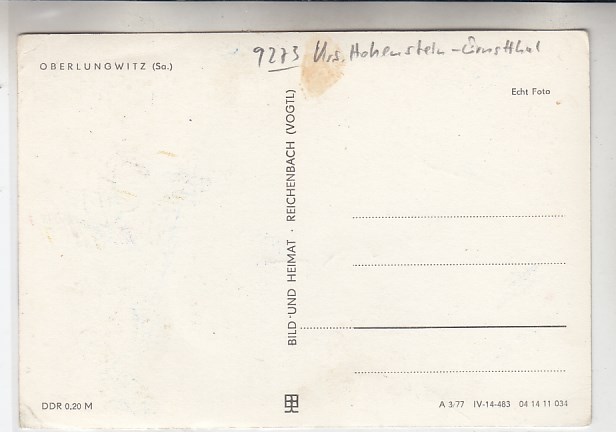 9273 Krs. Hohenstein-Ernstthal
OBERLUNGWITZ (Sa.)
Echt Foto
BILD UND HEIMAT · REICHENBACH (VOGTL)
DDR 0,20 M
A 3/77 IV-14-483 04 14 11 034